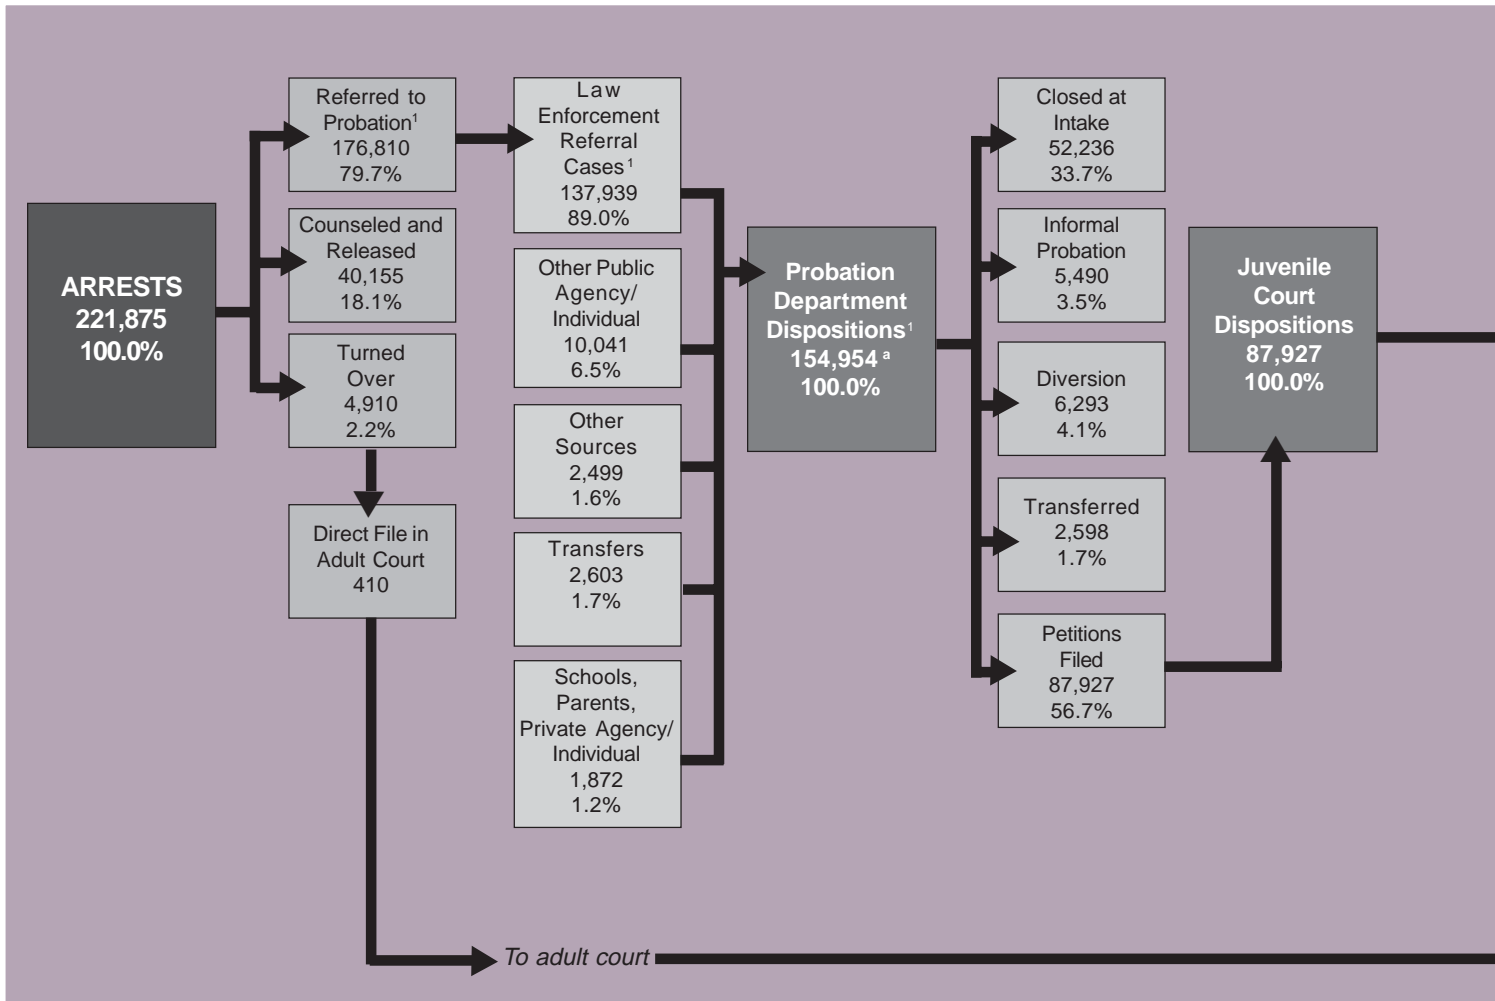 ARRESTS
221,875
100.0%
Referred to
Probation¹
176,810
79.7%
Counseled and
Released
40,155
18.1%
Turned
Over
4,910
2.2%
Direct File in
Adult Court
410
Law
Enforcement
Referral
Cases¹
137,939
89.0%
Other Public
Agency/
Individual
10,041
6.5%
Other
Sources
2,499
1.6%
Transfers
2,603
1.7%
Schools,
Parents,
Private Agency/
Individual
1,872
1.2%
Probation
Department
Dispositions¹
154,954 ª
100.0%
Closed at
Intake
52,236
33.7%
Informal
Probation
5,490
3.5%
Diversion
6,293
4.1%
Transferred
2,598
1.7%
Petitions
Filed
87,927
56.7%
Juvenile
Court
Dispositions
87,927
100.0%
To adult court